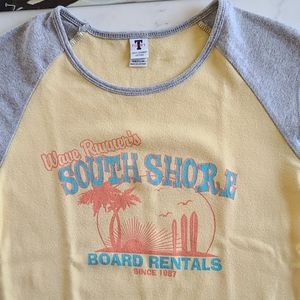 Wave Runner's
SOUTH SHORE
BOARD RENTALS
SINCE 1987